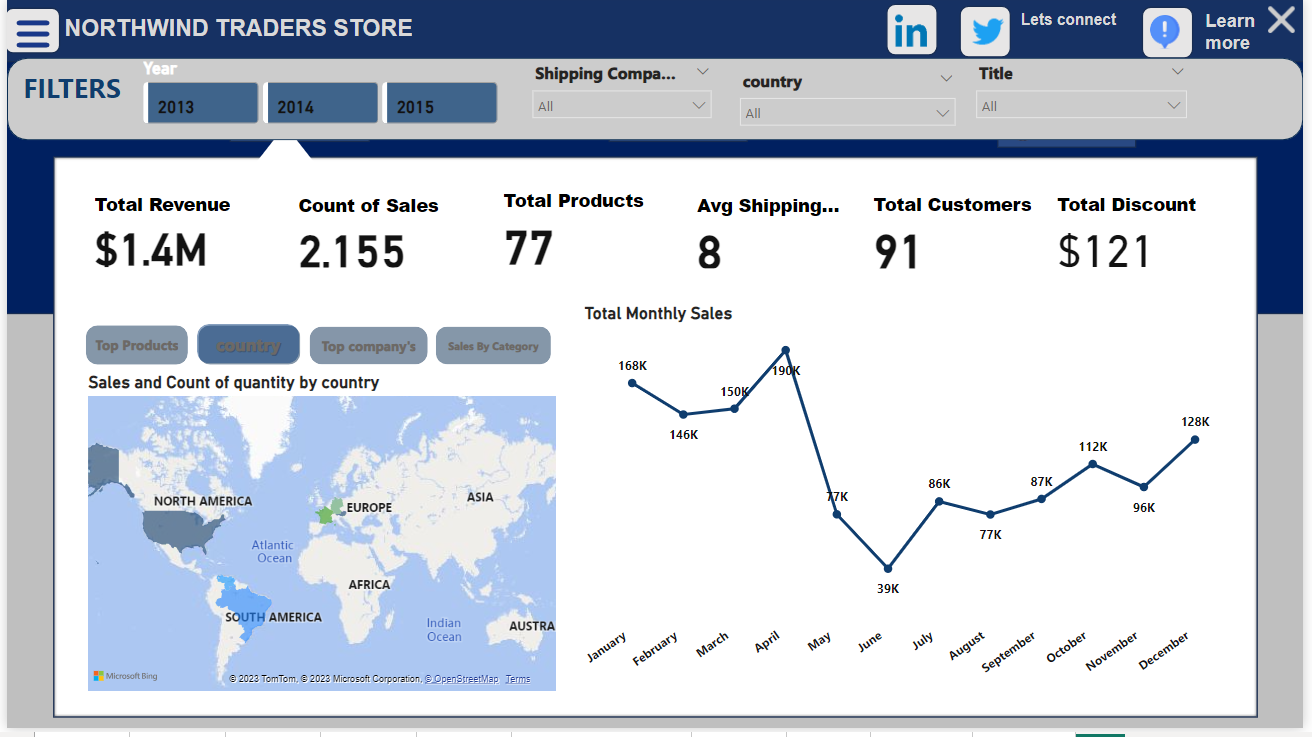 NORTHWIND TRADERS STORE
in
Lets connect
Learn
more
FILTERS
Year
2013
2014
2015
Shipping Compa...
All
country
All
Title
All
Total Revenue
$1.4M
Count of Sales
2.155
Total Products
77
Avg Shipping...
8
Total Customers
91
Total Discount
$121
Top Products
country
Top company's
Sales By Category
Sales and Count of quantity by country
NORTH AMERICA
EUROPE
ASIA
Atlantic
Ocean
AFRICA
SOUTH AMERICA
Indian
Ocean
AUSTRA
Microsoft Bing
© 2023 TomTom, © 2023 Microsoft Corporation, © OpenStreetMap Terms
Total Monthly Sales
168K
146K
150K
190K
77K
39K
86K
77K
87K
112K
96K
128K
January
February
March
April
May
June
July
August
September
October
November
December